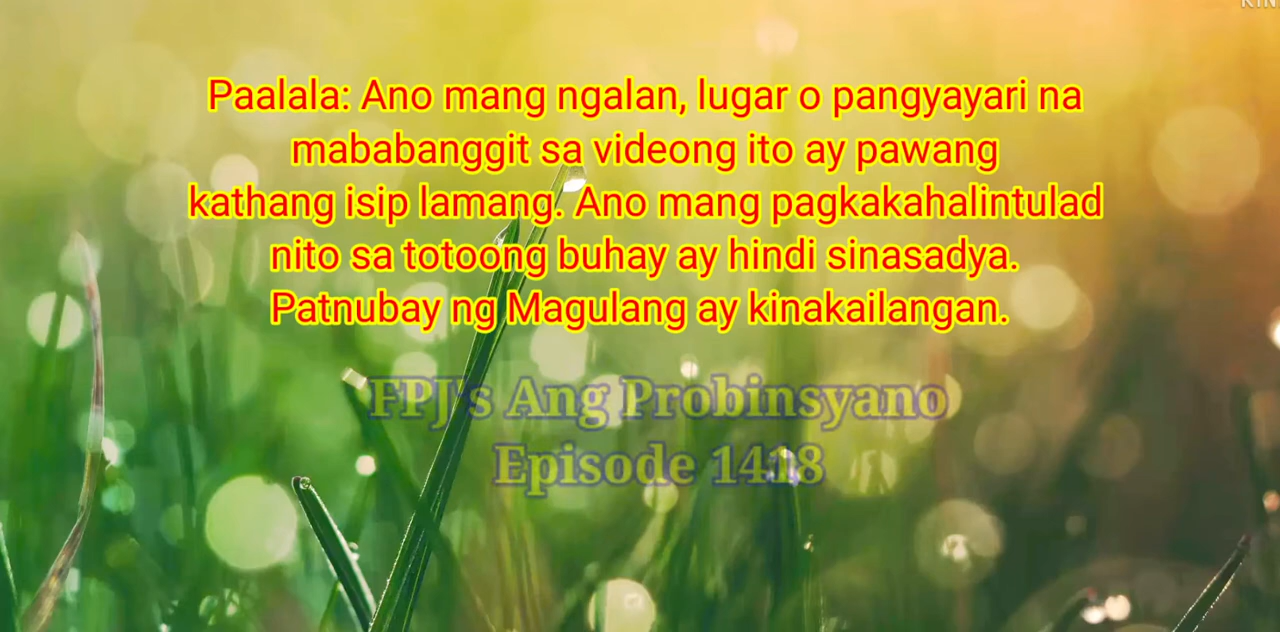 Paalala: Ano mang ngalan, lugar o pangyayari na
mababanggit sa videong ito ay pawang
kathang isip lamang. Ano mang pagkakahalintulad
nito sa totoong buhay ay hindi sinasadya.
Patnubay ng Magulang ay kinakailangan.
FPJ's Ang Probinsyano
Episode 1418